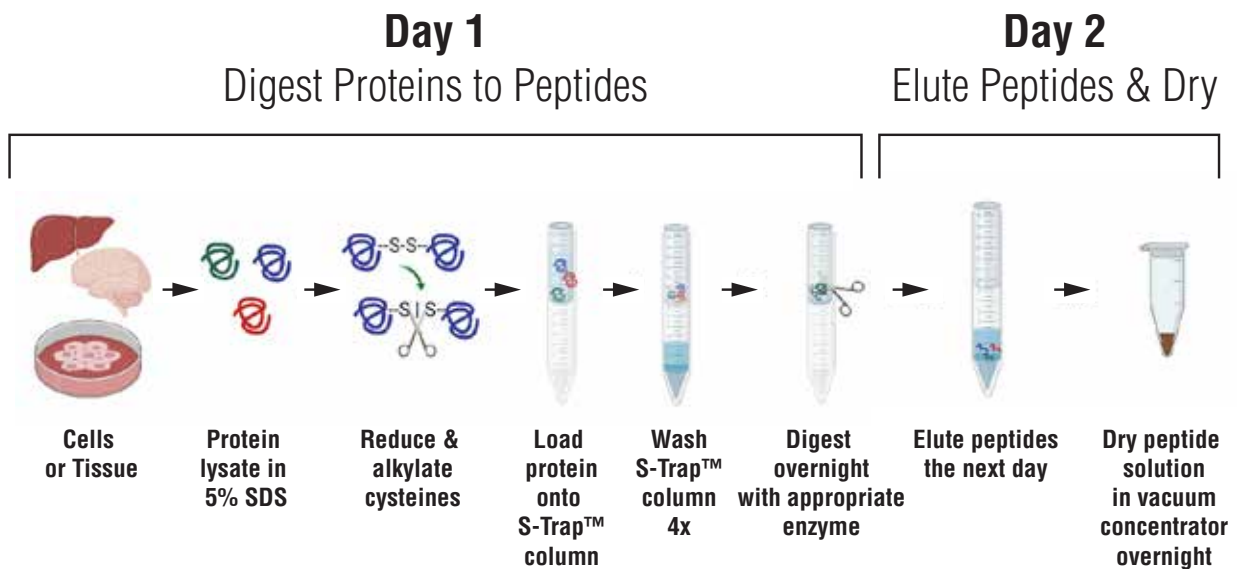 Day 1
Digest Proteins to Peptides
Day 2
Elute Peptides & Dry
-S-S-
-S | S-
Cells
or Tissue
Protein
lysate in
5% SDS
Reduce &
alkylate
cysteines
Load
protein
onto
S-Trap™
column
Wash
S-Trap™
column
4x
Digest
overnight
with appropriate
enzyme
Elute peptides
the next day
Dry peptide
solution
in vacuum
concentrator
overnight